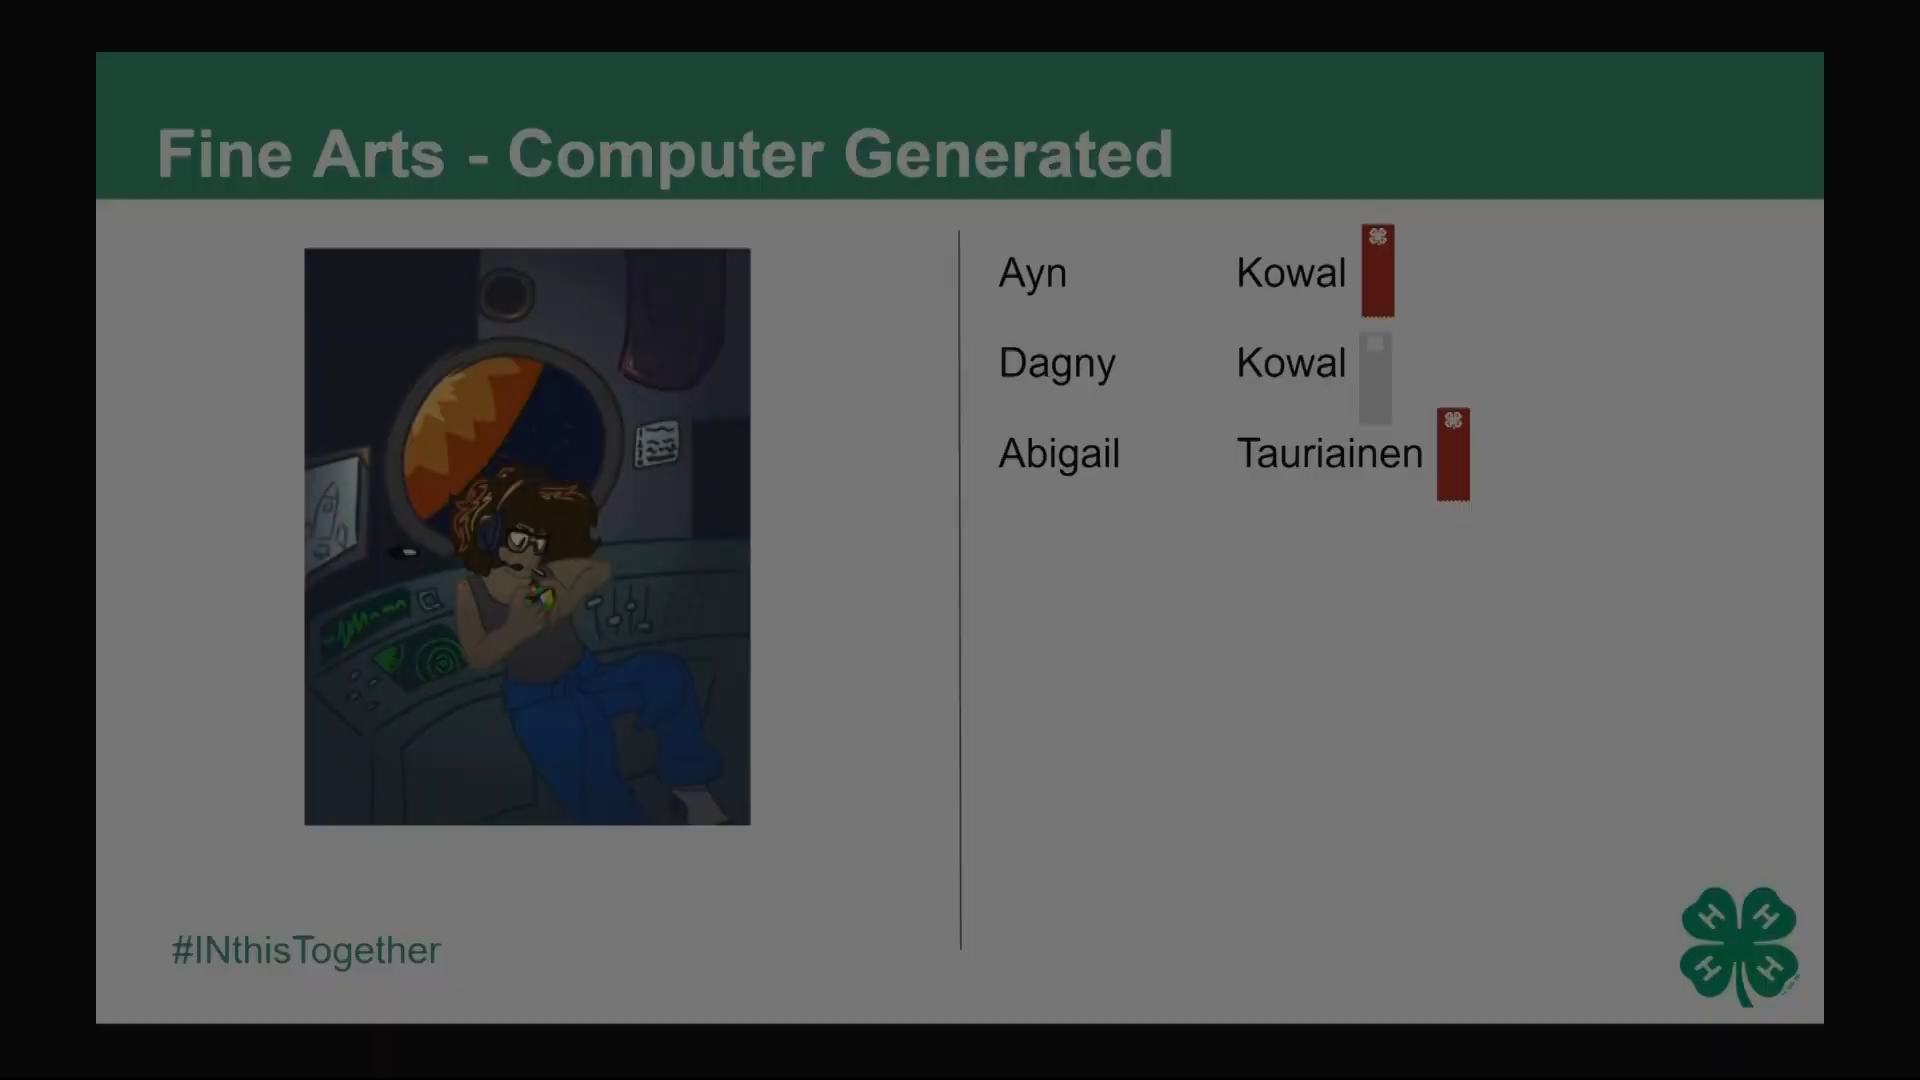 Fine Arts - Computer Generated
Ayn Kowal
Dagny Kowal
Abigail Tauriainen
#INthisTogether
H H
H H